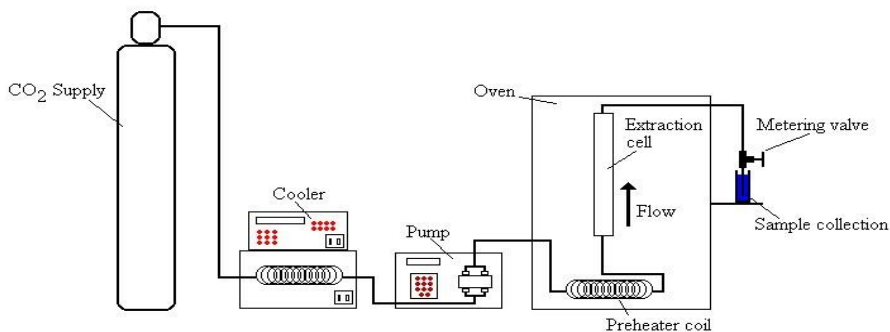 CO₂ Supply
Cooler
Pump
Oven
Extraction
cell
Flow
Preheater coil
Metering valve
Sample collection